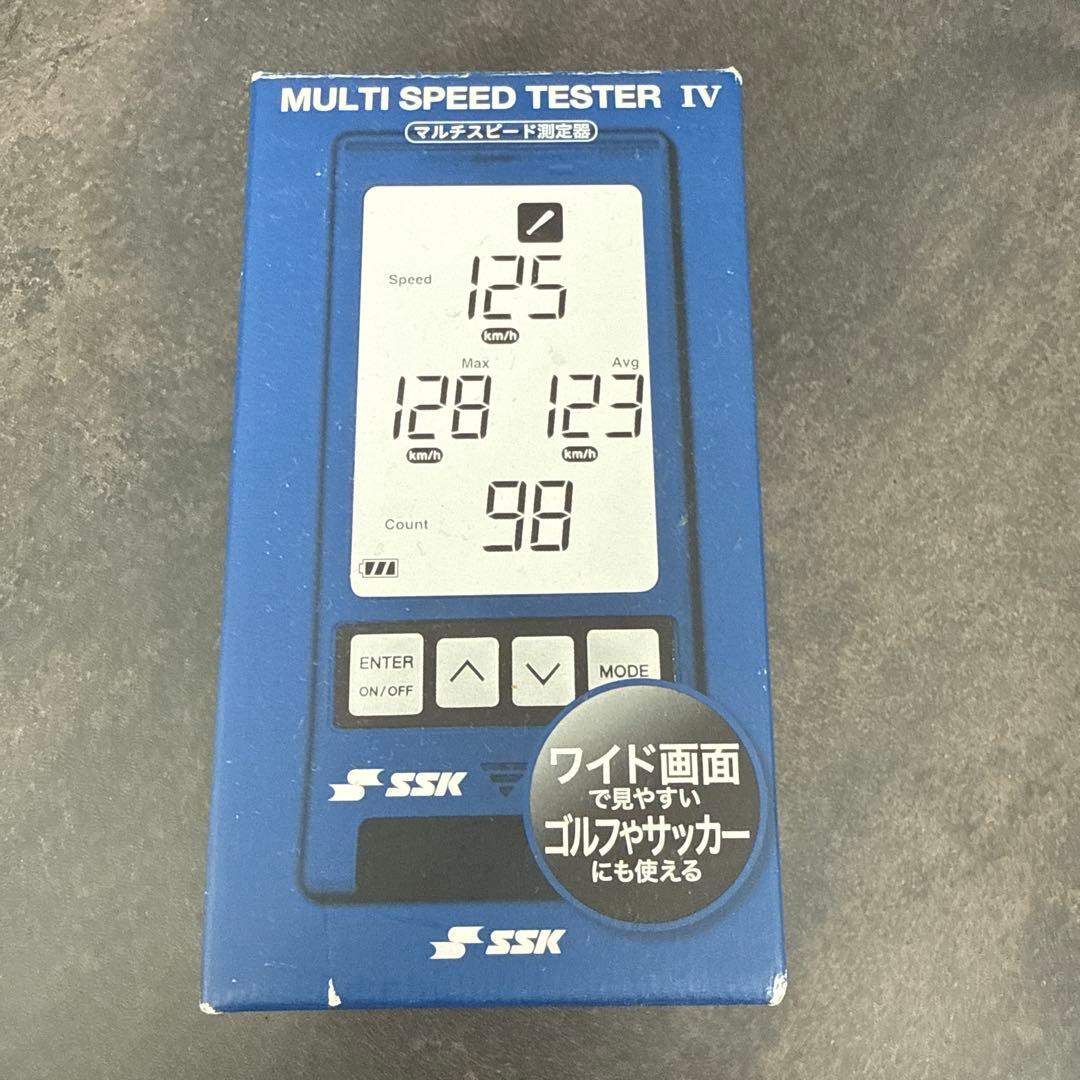 MULTI SPEED TESTER IV
マルチスピード測定器
Speed 125
km/h
Max Avg
128 123
km/h km/h
Count 98
ENTER
ON/OFF
MODE
SSK
ワイド画面
で見やすい
ゴルフやサッカー
にも使える
SSK